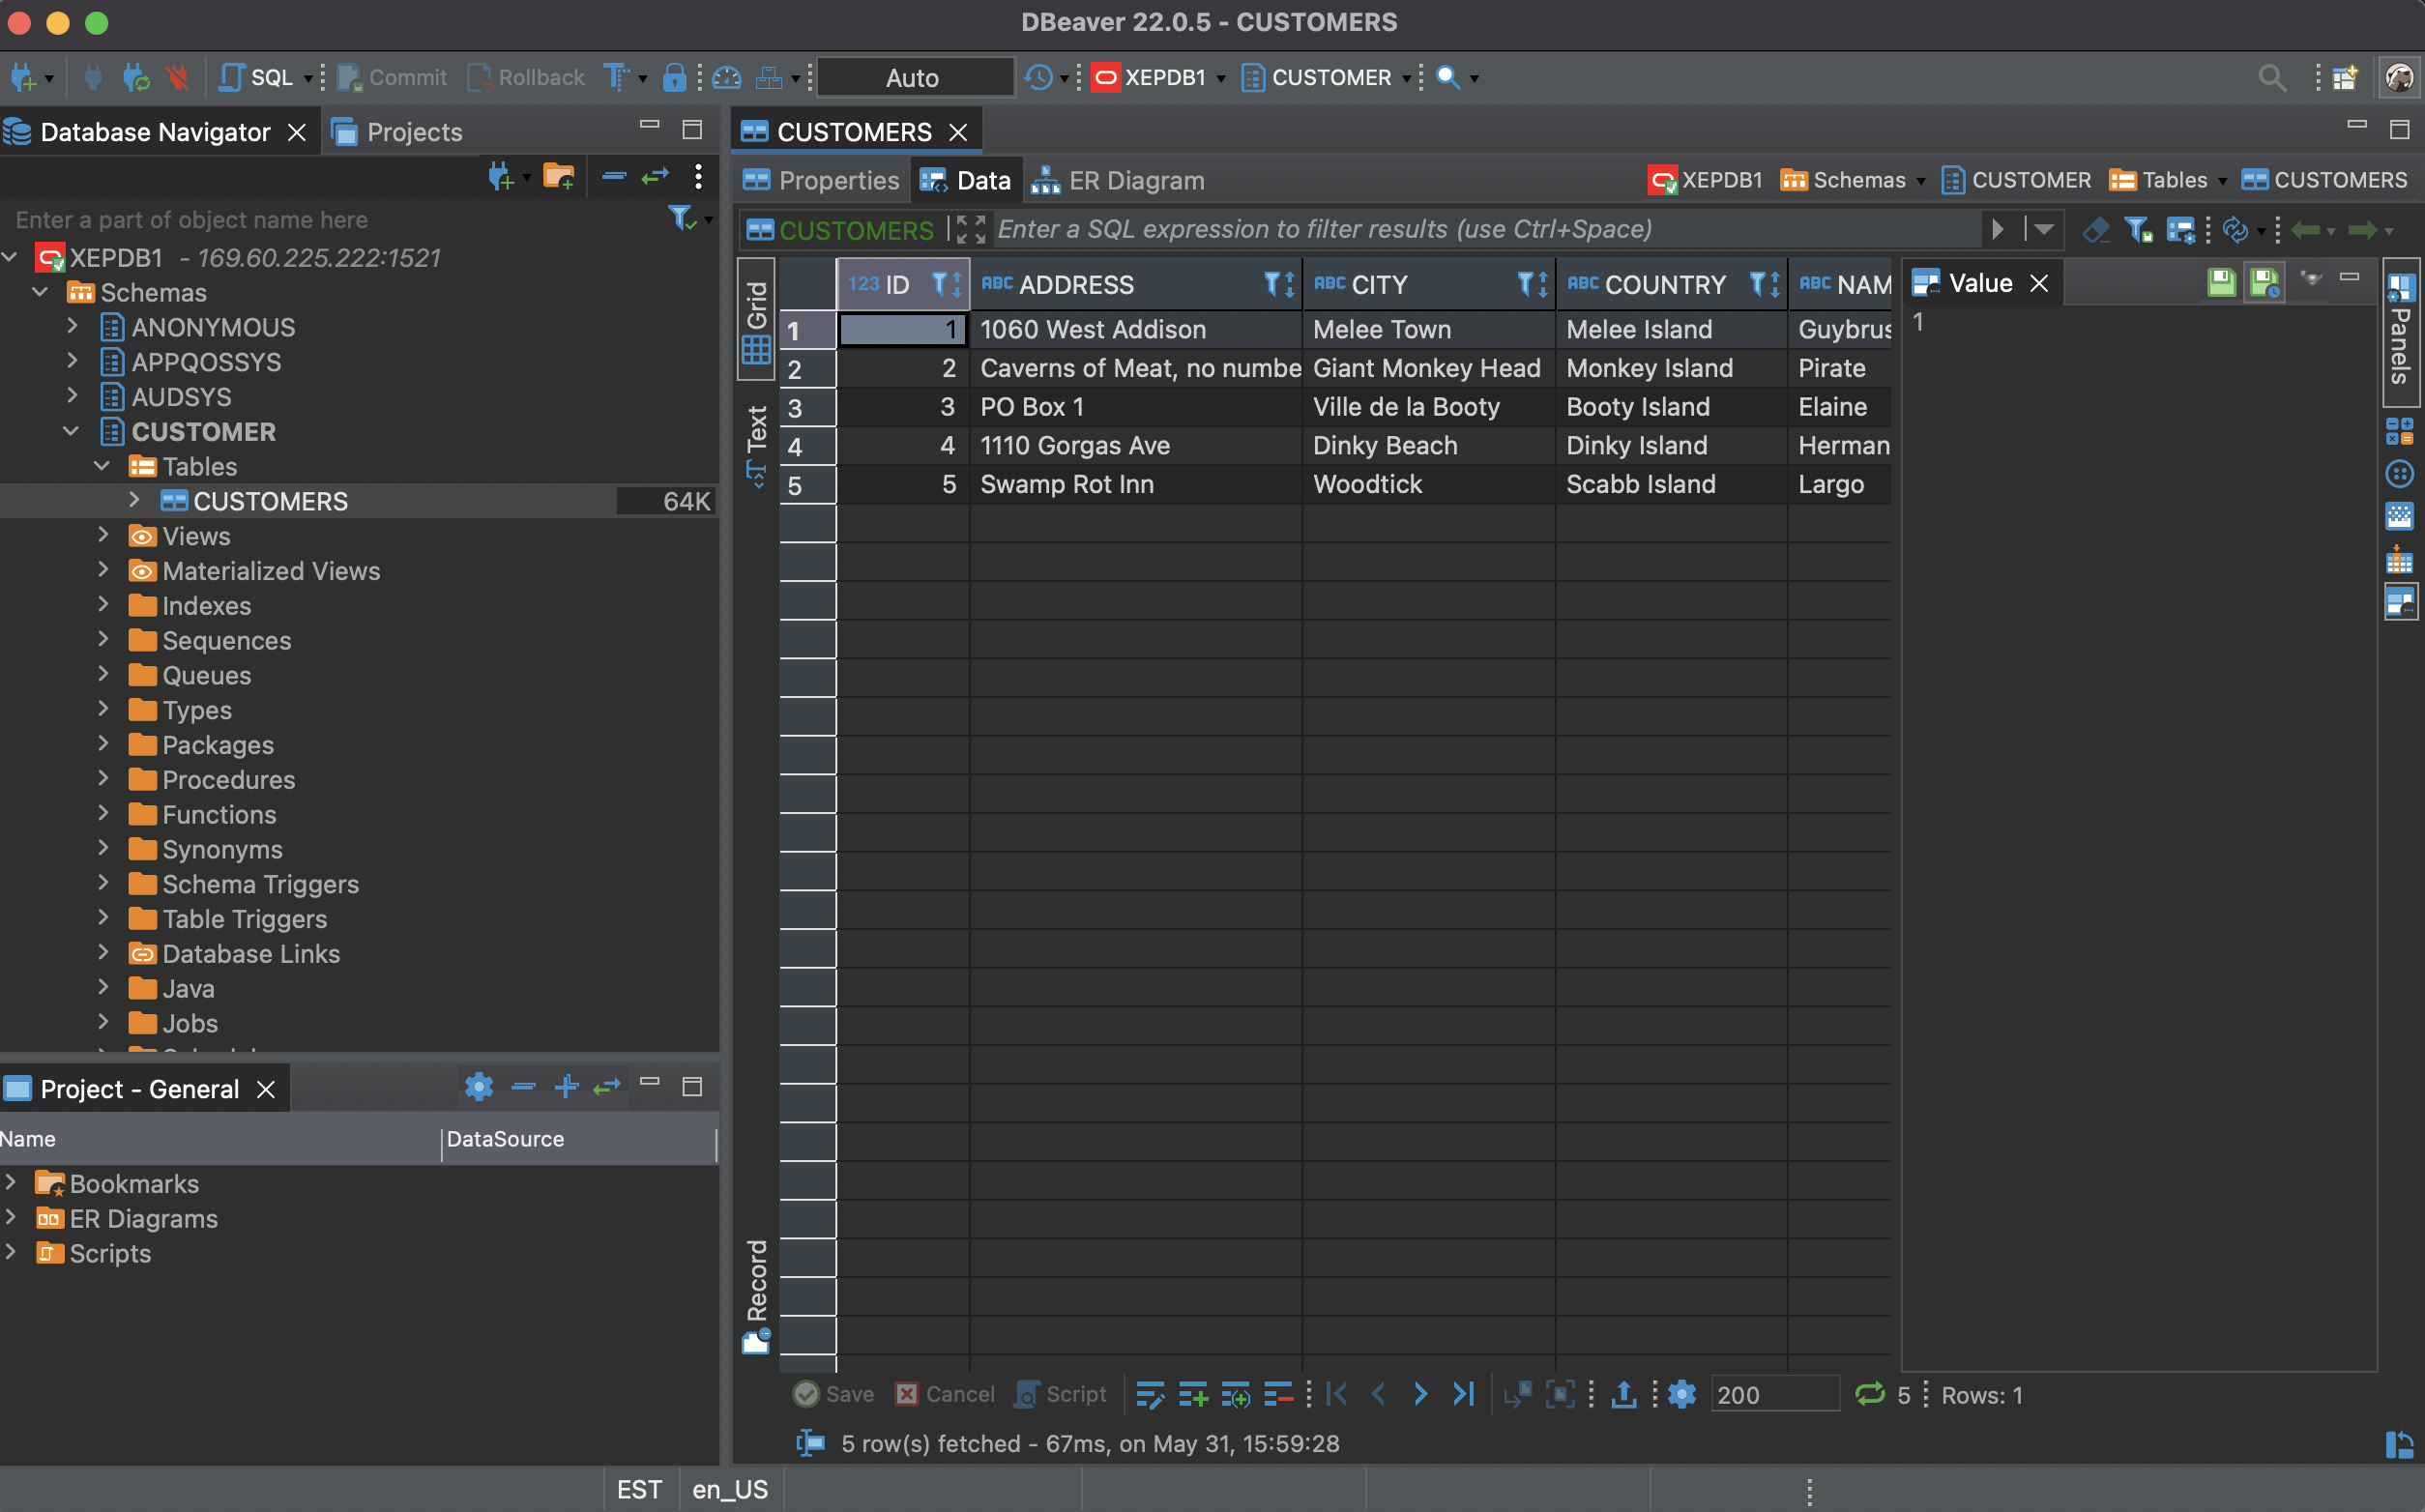 DBeaver 22.0.5 - CUSTOMERS
SQL Commit Rollback Auto XEPDB1 CUSTOMER
Database Navigator Projects
Enter a part of object name here
XEPDB1 - 169.60.225.222:1521
Schemas
ANONYMOUS
APPQOSSYS
AUDSYS
CUSTOMER
Tables
CUSTOMERS 64K
Views
Materialized Views
Indexes
Sequences
Queues
Types
Packages
Procedures
Functions
Synonyms
Schema Triggers
Table Triggers
Database Links
Java
Jobs
Project - General
Name DataSource
Bookmarks
ER Diagrams
Scripts
CUSTOMERS
Properties Data ER Diagram XEPDB1 Schemas CUSTOMER Tables CUSTOMERS
CUSTOMERS Enter a SQL expression to filter results (use Ctrl+Space)
Grid
Text
Record
123 ID ABC ADDRESS ABC CITY ABC COUNTRY ABC NAM
1 1 1060 West Addison Melee Town Melee Island Guybrus
2 2 Caverns of Meat, no numbe Giant Monkey Head Monkey Island Pirate
3 3 PO Box 1 Ville de la Booty Booty Island Elaine
4 4 1110 Gorgas Ave Dinky Beach Dinky Island Herman
5 5 Swamp Rot Inn Woodtick Scabb Island Largo
Value
1
Panels
Save Cancel Script 200 5 Rows: 1
5 row(s) fetched - 67ms, on May 31, 15:59:28
EST en_US